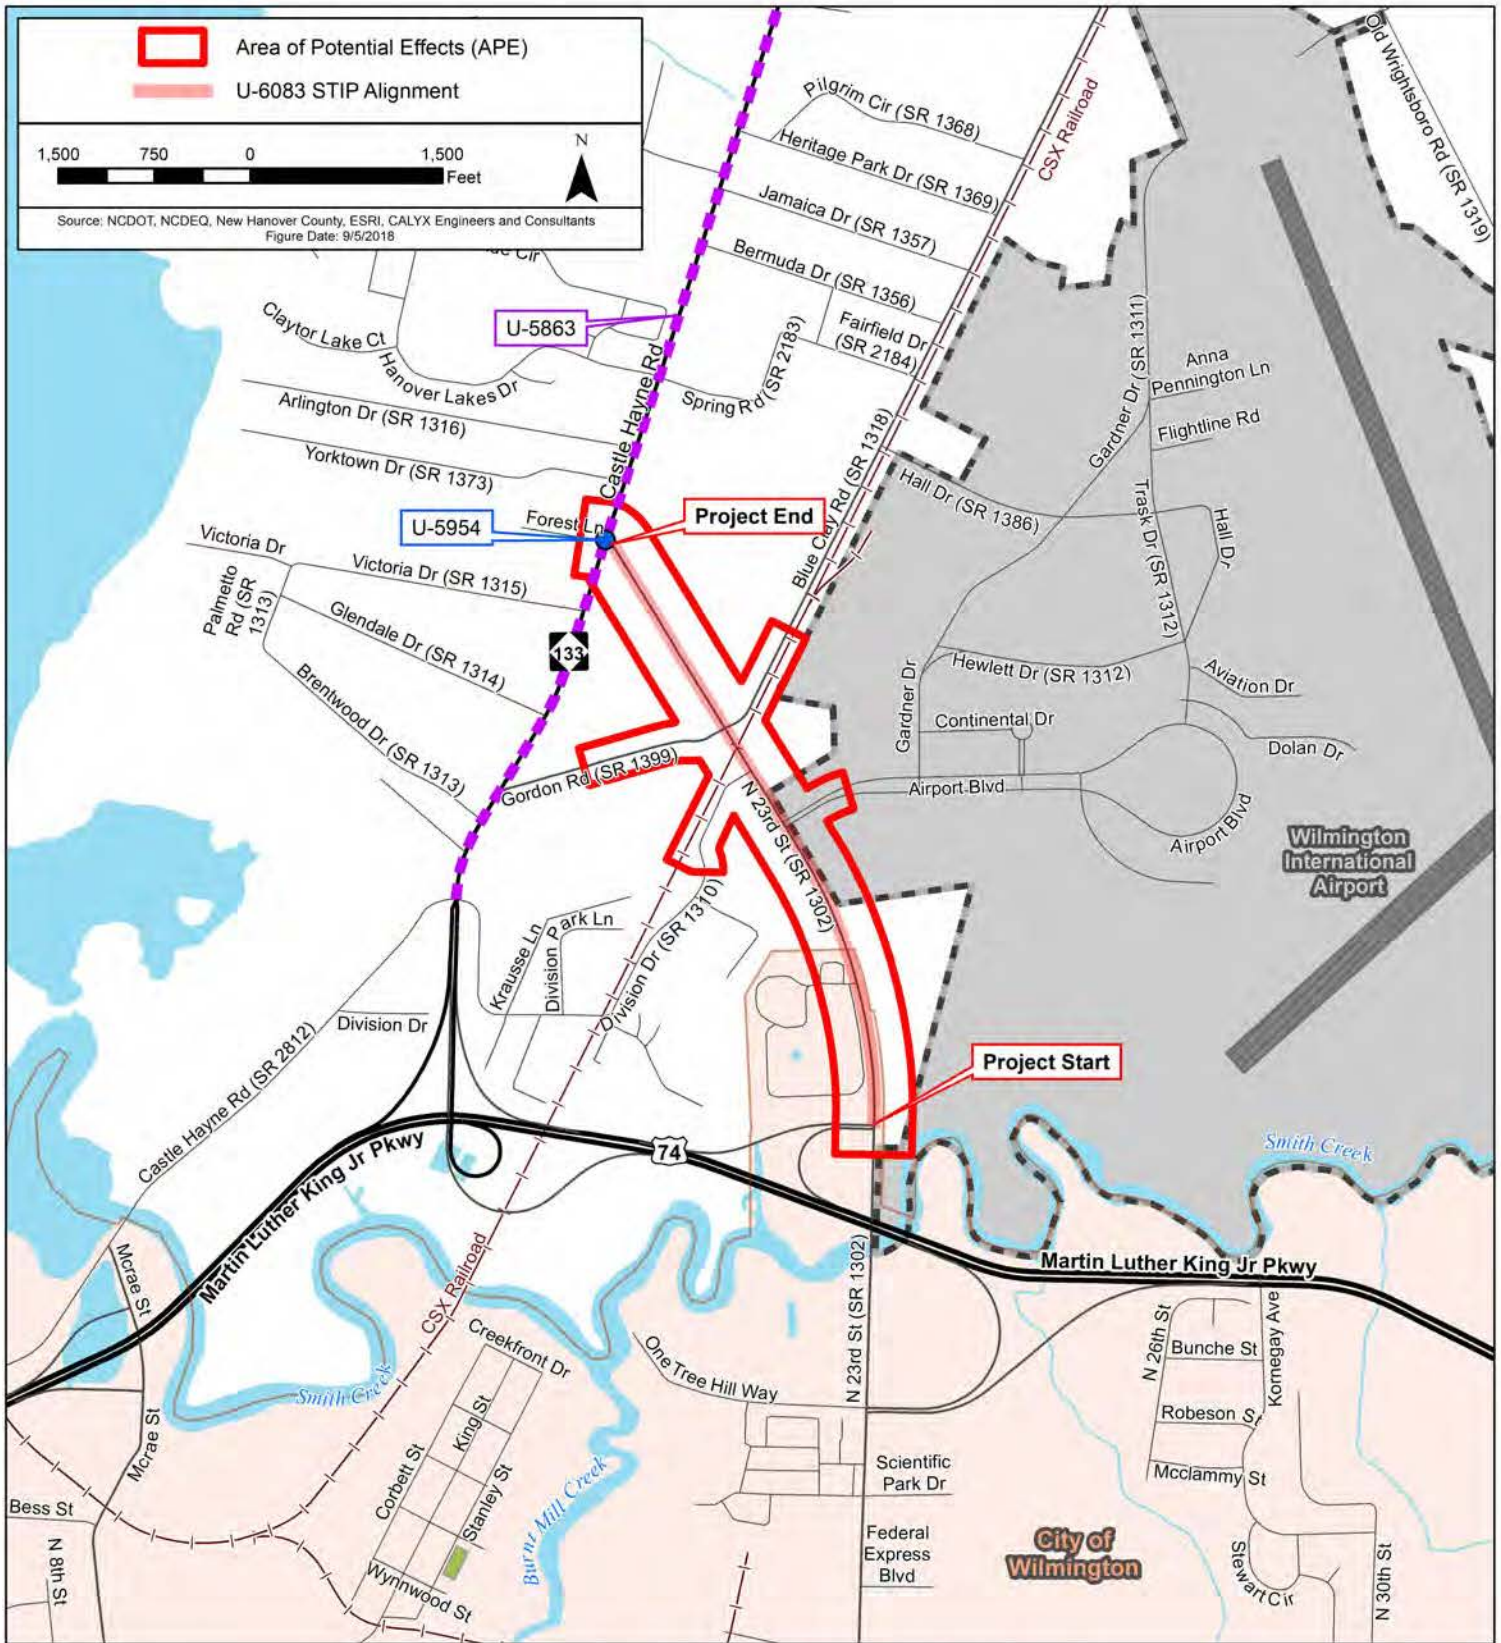 Area of Potential Effects (APE)
U-6083 STIP Alignment
1,500 750 0 1,500
Feet
N
Source: NCDOT, NCDEQ, New Hanover County, ESRI, CALYX Engineers and Consultants
Figure Date: 9/5/2018
Old Wrightsboro Rd (SR 1319)
Pilgrim Cir (SR 1368)
CSX Railroad
Heritage Park Dr (SR 1369)
Jamaica Dr (SR 1357)
Bermuda Dr (SR 1356)
Cir
U-5863
Claytor Lake Ct
Hanover Lakes Dr
Fairfield Dr
(SR 2184)
Spring Rd (SR 2183)
Castle Hayne Rd
Gardner Dr (SR 1311)
Anna
Pennington Ln
Flightline Rd
Arlington Dr (SR 1316)
Yorktown Dr (SR 1373)
Blue Clay Rd (SR 1318)
Hall Dr (SR 1386)
Trask Dr (SR 1312)
Hall Dr
Forest Ln
U-5954
Project End
Victoria Dr
Victoria Dr (SR 1315)
Palmetto
Rd (SR
1313)
Glendale Dr (SR 1314)
133
Brentwood Dr (SR 1313)
Hewlett Dr (SR 1312)
Aviation Dr
Gardner Dr
Continental Dr
Dolan Dr
Gordon Rd (SR 1399)
N 23rd St (SR 1302)
Airport Blvd
Airport Blvd
Wilmington
International
Airport
Krausse Ln
Division Park Ln
Division Dr (SR 1310)
Division Dr
Castle Hayne Rd (SR 2812)
Project Start
Martin Luther King Jr Pkwy
74
Smith Creek
Martin Luther King Jr Pkwy
Mcrae St
CSX Railroad
N 23rd St (SR 1302)
Creekfront Dr
One Tree Hill Way
Smith Creek
King St
Corbett St
Stanley St
Mcrae St
Burnt Mill Creek
N 26th St
Bunche St
Kornegay Ave
Robeson St
Mcclammy St
Scientific
Park Dr
Bess St
N 8th St
Wynnwood St
Federal
Express
Blvd
City of
Wilmington
Stewart Cir
N 30th St